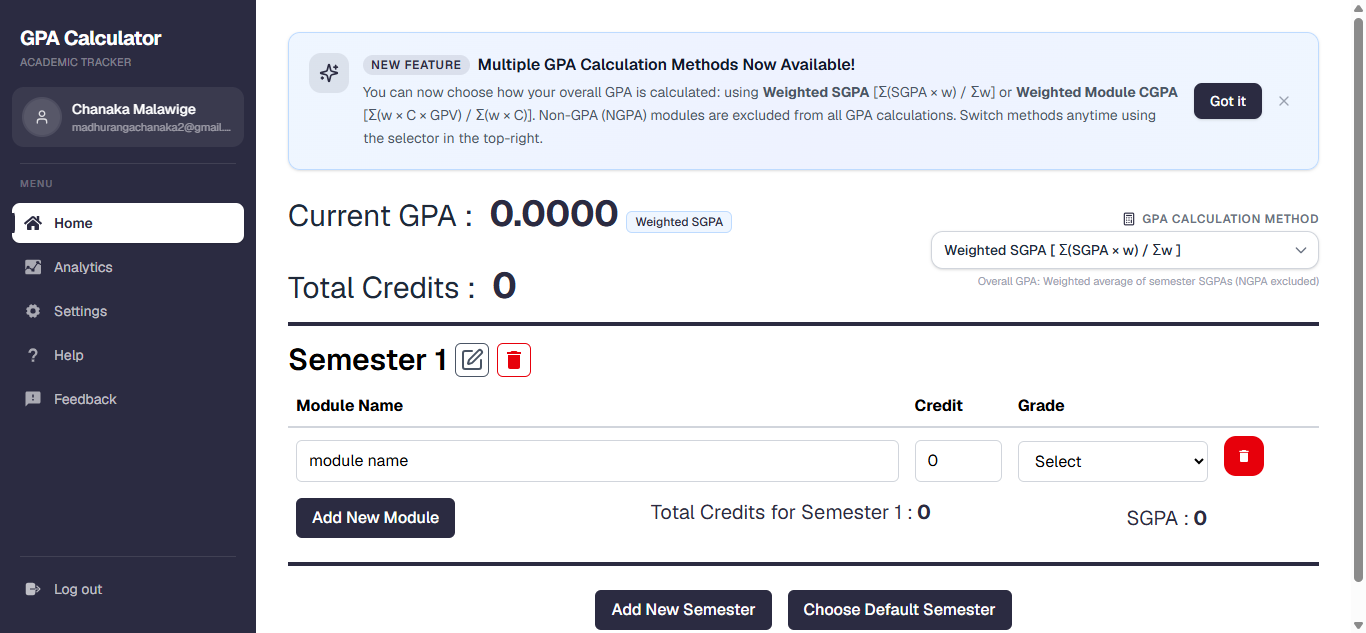 GPA Calculator
ACADEMIC TRACKER
Chanaka Malawige
madhurangachanaka2@gmail....
MENU
Home
Analytics
Settings
Help
Feedback
Log out
NEW FEATURE Multiple GPA Calculation Methods Now Available!
You can now choose how your overall GPA is calculated: using Weighted SGPA [Σ(SGPA × w) / Σw] or Weighted Module CGPA
[Σ(w × C × GPV) / Σ(w × C)]. Non-GPA (NGPA) modules are excluded from all GPA calculations. Switch methods anytime using
the selector in the top-right.
Got it
Current GPA : 0.0000 Weighted SGPA
GPA CALCULATION METHOD
Weighted SGPA [ Σ(SGPA × w) / Σw ]
Overall GPA: Weighted average of semester SGPAs (NGPA excluded)
Total Credits : 0
Semester 1
Module Name Credit Grade
module name 0 Select
Add New Module Total Credits for Semester 1 : 0 SGPA : 0
Add New Semester Choose Default Semester